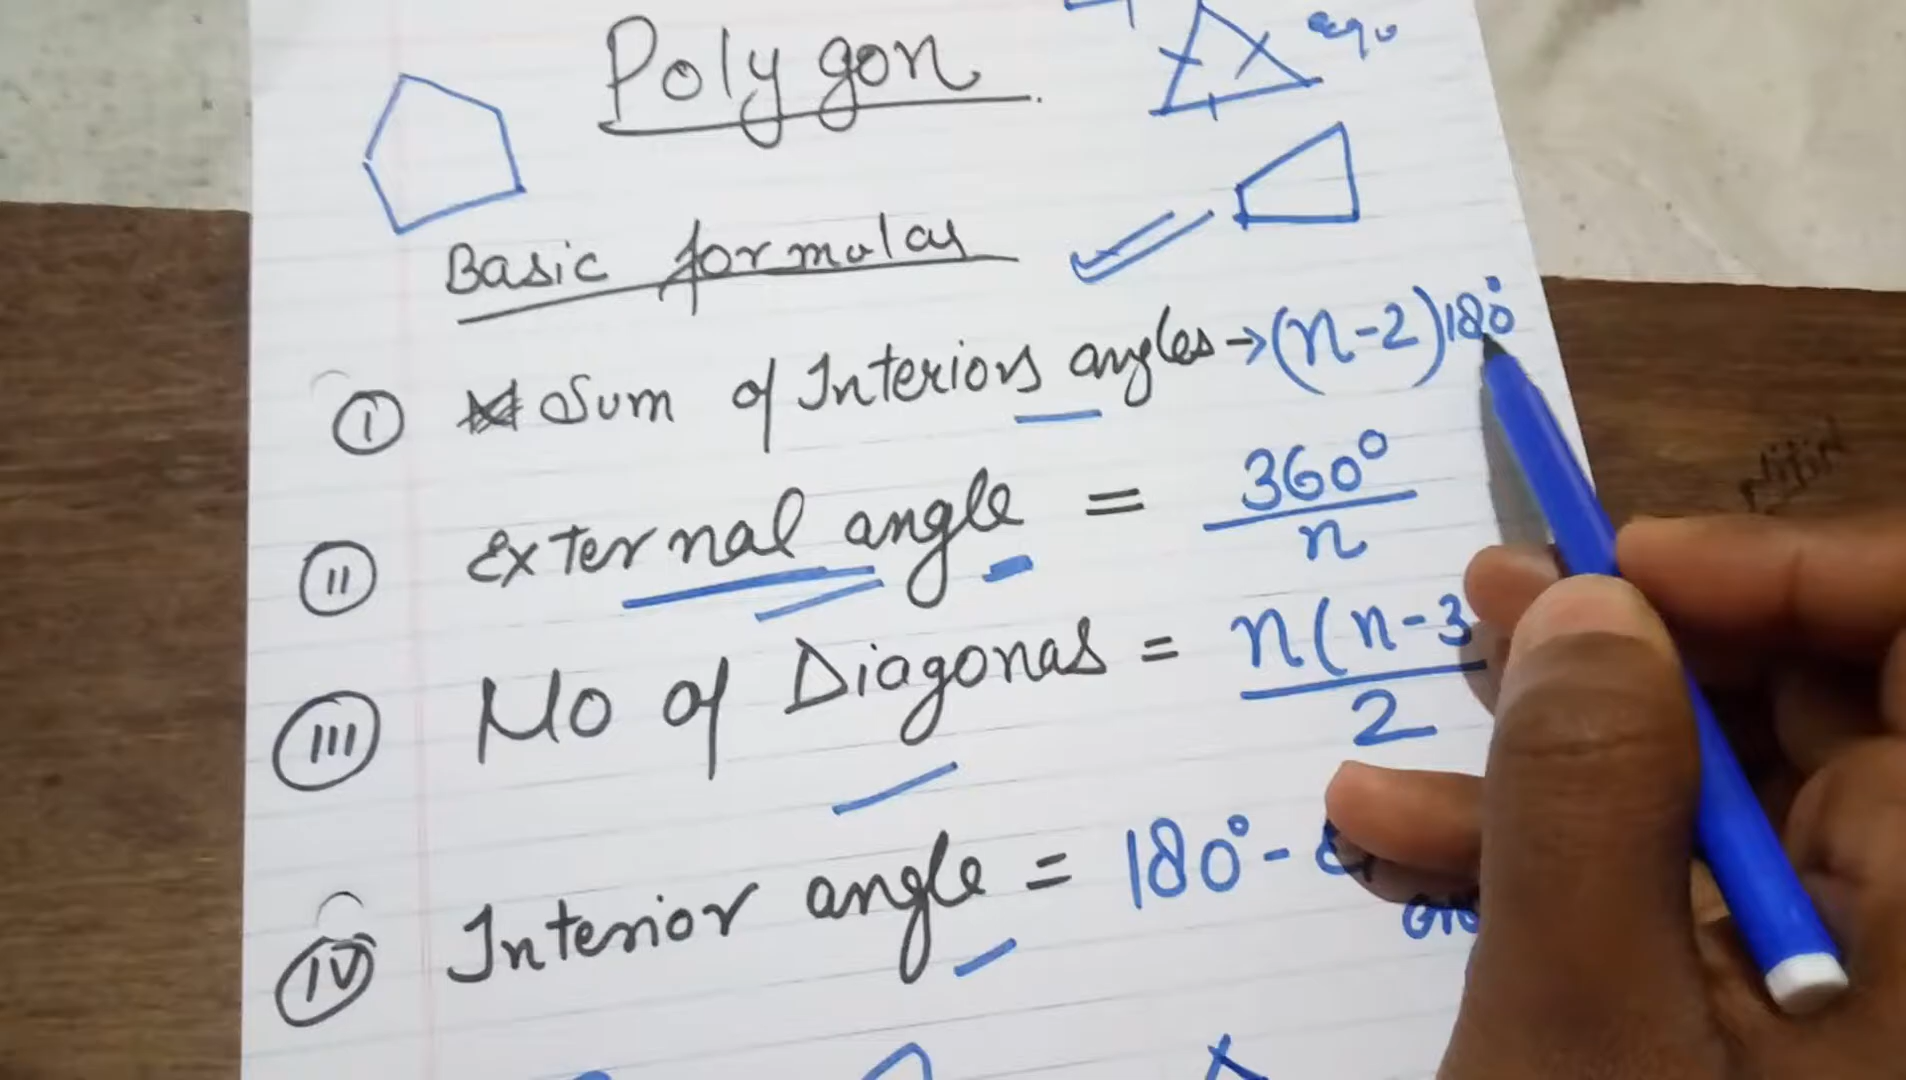 Polygon
Basic formulas
I Sum of Interiors angles → (n-2)180°
II External angle = 360°/n
III No of Diagonas = n(n-3/2
IV Interior angle = 180° -